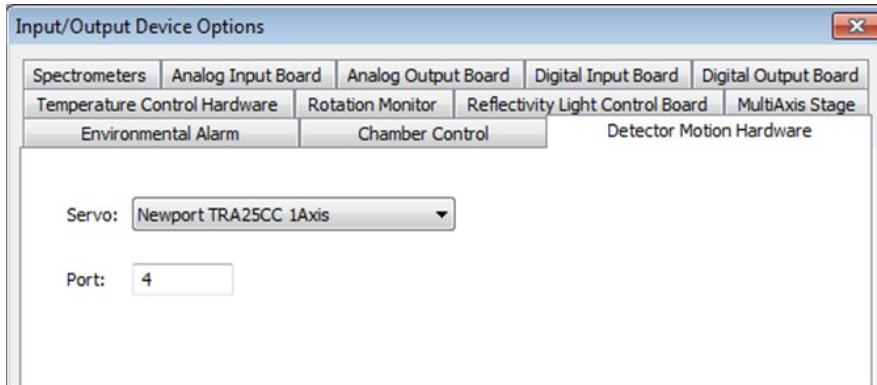 Input/Output Device Options
Spectrometers Analog Input Board Analog Output Board Digital Input Board Digital Output Board
Temperature Control Hardware Rotation Monitor Reflectivity Light Control Board MultiAxis Stage
Environmental Alarm Chamber Control Detector Motion Hardware
Servo: Newport TRA25CC 1Axis
Port: 4